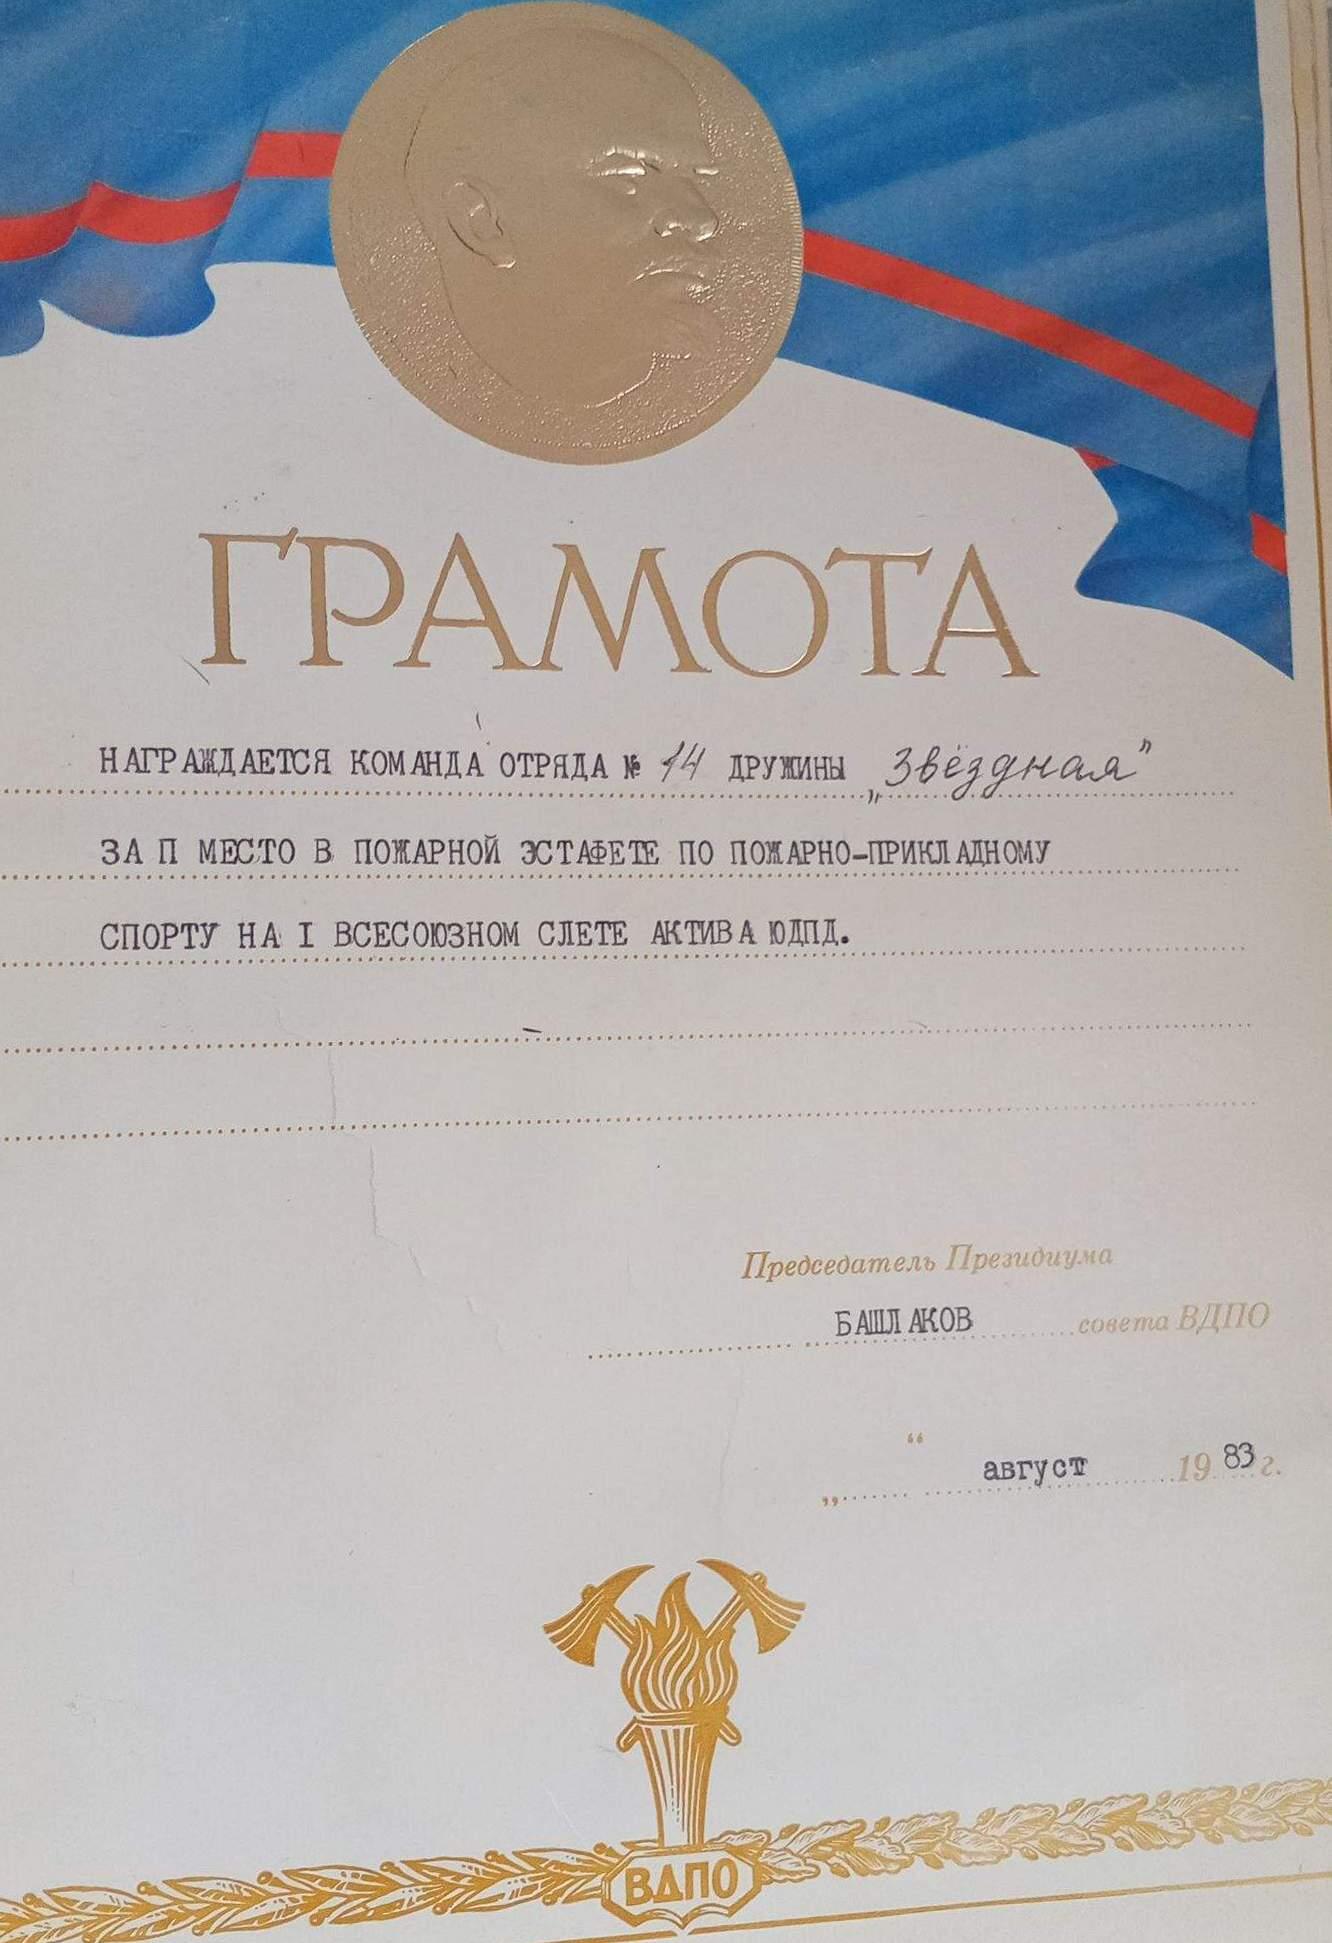 ГРАМОТА
НАГРАЖДАЕТСЯ КОМАНДА ОТРЯДА № 14 ДРУЖИНЫ „Звёздная”
ЗА П МЕСТО В ПОЖАРНОЙ ЭСТАФЕТЕ ПО ПОЖАРНО-ПРИКЛАДНОМУ
СПОРТУ НА I ВСЕСОЮЗНОМ СЛЕТЕ АКТИВА ЮДПД.
Председатель Президиума
БАШЛАКОВ совета ВДПО
„ “ август 1983 г.
ВДПО